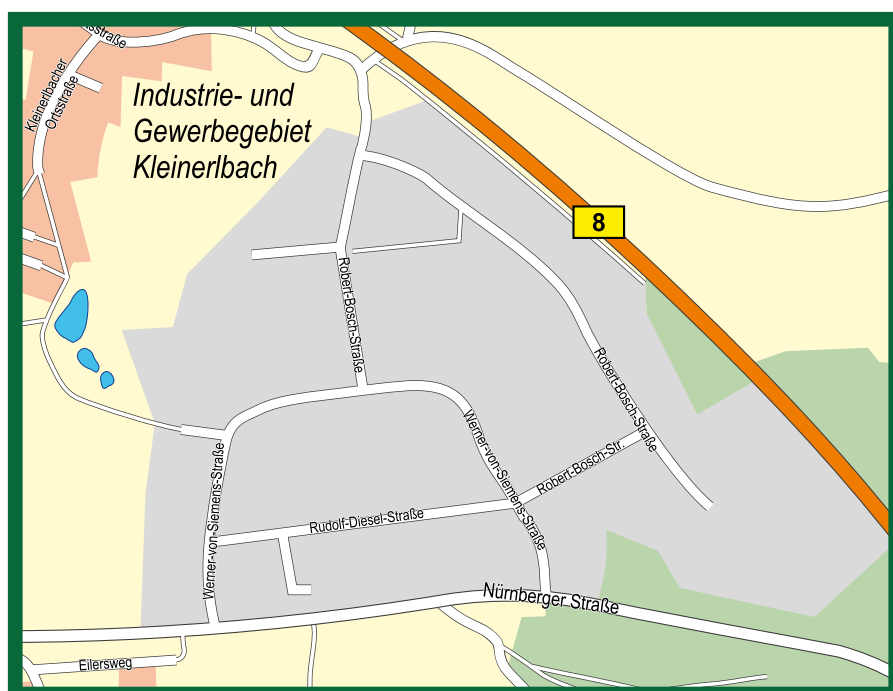 Kleinerlbacher
Ortsstraße
Industrie- und
Gewerbegebiet
Kleinerlbach
8
Robert-Bosch-Straße
Robert-Bosch-Straße
Werner-von-Siemens-Straße
Werner-von-Siemens-Straße
Robert-Bosch-Str.
Rudolf-Diesel-Straße
Nürnberger Straße
Eilersweg